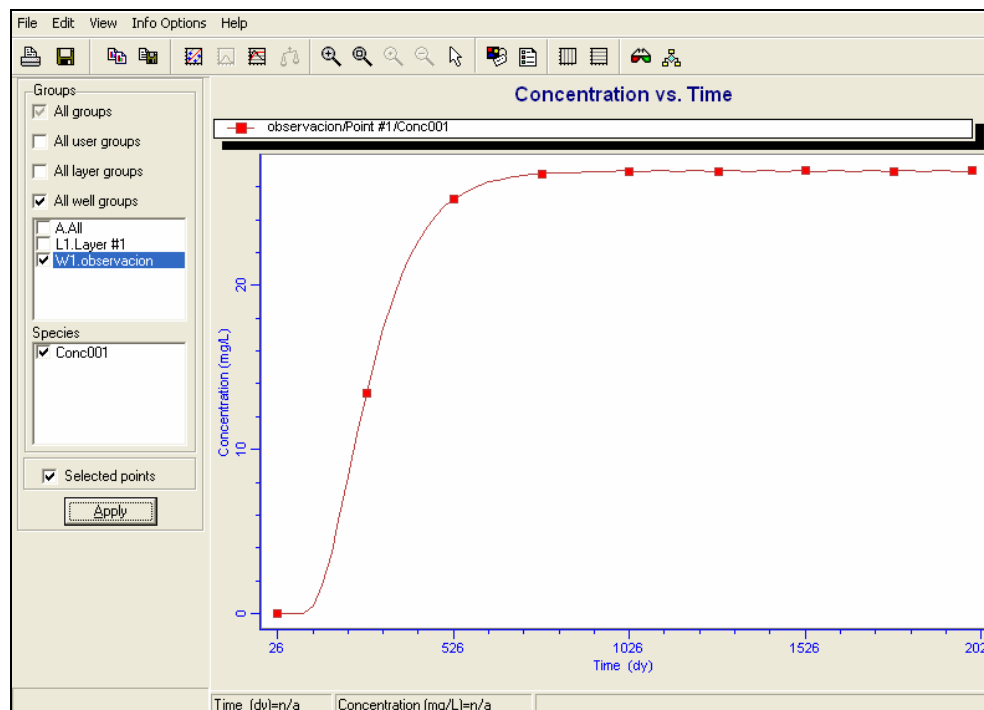 File Edit View Info Options Help
Groups
All groups
All user groups
All layer groups
All well groups
A.All
L1.Layer #1
W1.observacion
Species
Conc001
Selected points
Apply
Concentration vs. Time
observacion/Point #1/Conc001
Concentration (mg/L)
20
10
0
26 526 1026 1526 202
Time (dy)
Time (dy)=n/a Concentration (mg/L)=n/a